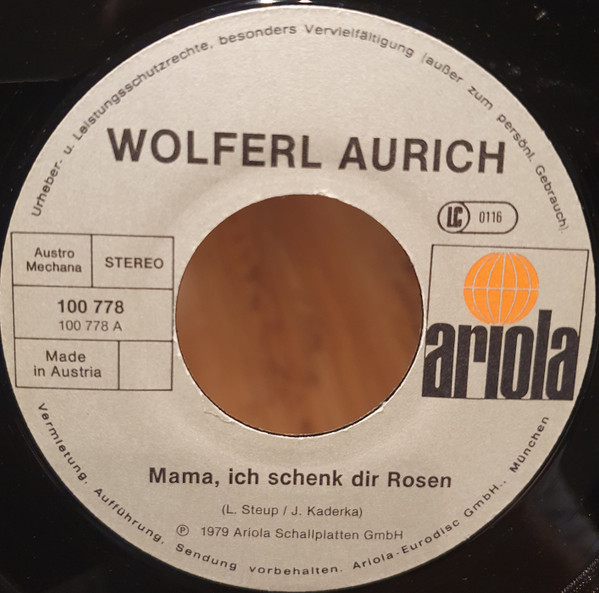 Urheber- u. Leistungsschutzrechte, besonders Vervielfältigung (außer zum persönl. Gebrauch),
WOLFERL AURICH
LC 0116
Austro
Mechana
STEREO
100 778
100 778 A
Made
in Austria
ariola
Mama, ich schenk dir Rosen
(L. Steup / J. Kaderka)
Ⓟ 1979 Ariola Schallplatten GmbH
Vermietung, Aufführung, Sendung vorbehalten. Ariola-Eurodisc GmbH., München